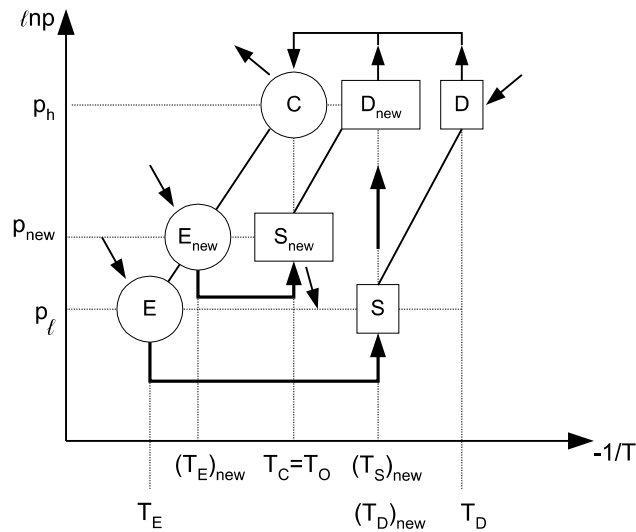 ℓnp
p_h
C
D_new
D
p_new
E_new
S_new
p_ℓ
E
S
-1/T
(T_E)_new
T_C=T_O
(T_S)_new
T_E
(T_D)_new
T_D